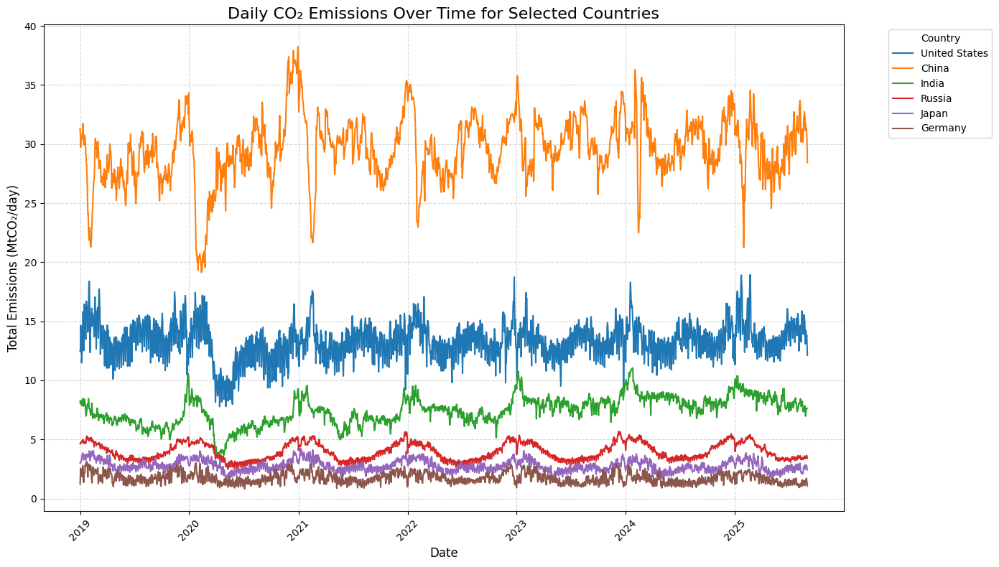 Daily CO₂ Emissions Over Time for Selected Countries
Total Emissions (MtCO₂/day)
40
35
30
25
20
15
10
5
0
2019
2020
2021
2022
2023
2024
2025
Date
Country
United States
China
India
Russia
Japan
Germany